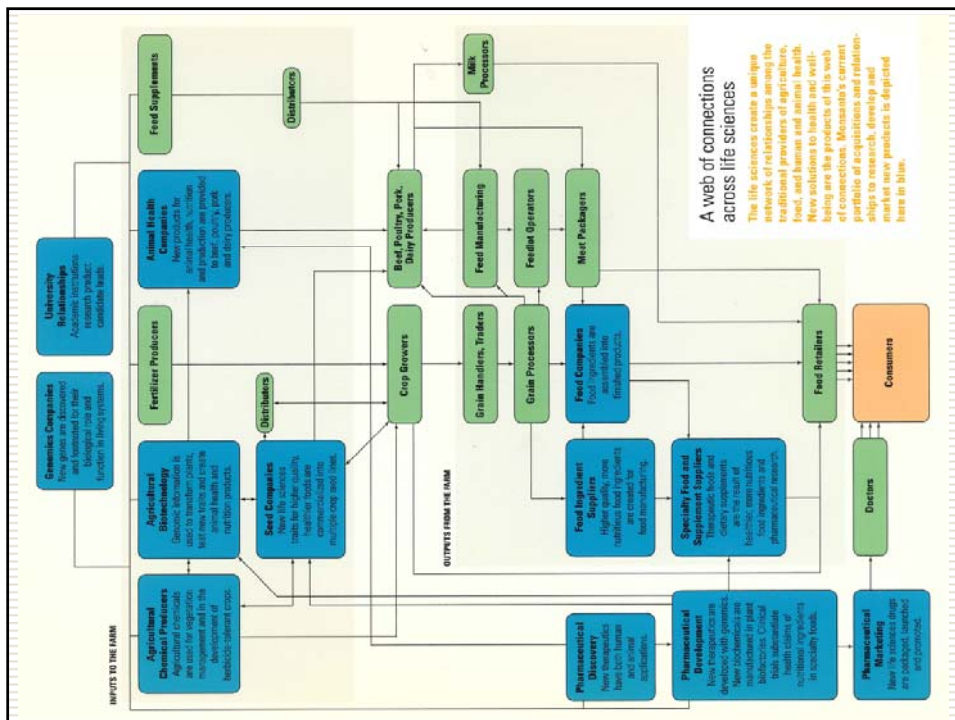 A web of connections
across life sciences
The life sciences create a unique
network of relationships among the
traditional providers of agriculture,
food, and human and animal health.
New solutions to health and well-
being are the products of this web
of connections. Monsanto's current
portfolio of acquisitions and relation-
ships to research, develop and
market new products is depicted
here in blue.
INPUTS TO THE FARM
Genomics Companies
New genes are discovered
and footnoted for their
biological role and
function in living systems.
University
Relationships
Academic institutions
research product
candidate leads.
Agricultural
Chemical Producers
Agricultural chemicals
are used for vegetation
management and in the
development of
herbicide-tolerant crops.
Agricultural
Biotechnology
Genomic information is
used to transform plants,
test new traits and create
animal health and
nutrition products.
Fertilizer Producers
Animal Health
Companies
New products for
animal health, nutrition
and production are provided
to beef, poultry, pork
and dairy producers.
Feed Supplements
Seed Companies
New life sciences
traits for higher quality,
healthier foods are
commercialized into
multiple crop seed lines.
Distributors
Distributors
Crop Growers
Beef, Poultry, Pork,
Dairy Producers
OUTPUTS FROM THE FARM
Grain Handlers, Traders
Feed Manufacturing
Milk
Processors
Grain Processors
Feedlot Operators
Food Ingredient
Suppliers
Higher quality, more
nutritious food ingredients
are created for
food manufacturing.
Food Companies
Food ingredients are
assembled into
finished products.
Meat Packagers
Pharmaceutical
Discovery
New therapeutics
have both human
and animal
applications.
Specialty Food and
Supplement Suppliers
Therapeutic foods and
dietary supplements
are the result of
healthier, more nutritious
food ingredients and
pharmaceutical research.
Pharmaceutical
Development
New therapeutics are
developed with genomics.
New biochemicals are
manufactured in plant
biofactories. Clinical
trials substantiate
health claims of
nutritional ingredients
in specialty foods.
Food Retailers
Pharmaceutical
Marketing
New life sciences drugs
are packaged, launched
and promoted.
Doctors
Consumers